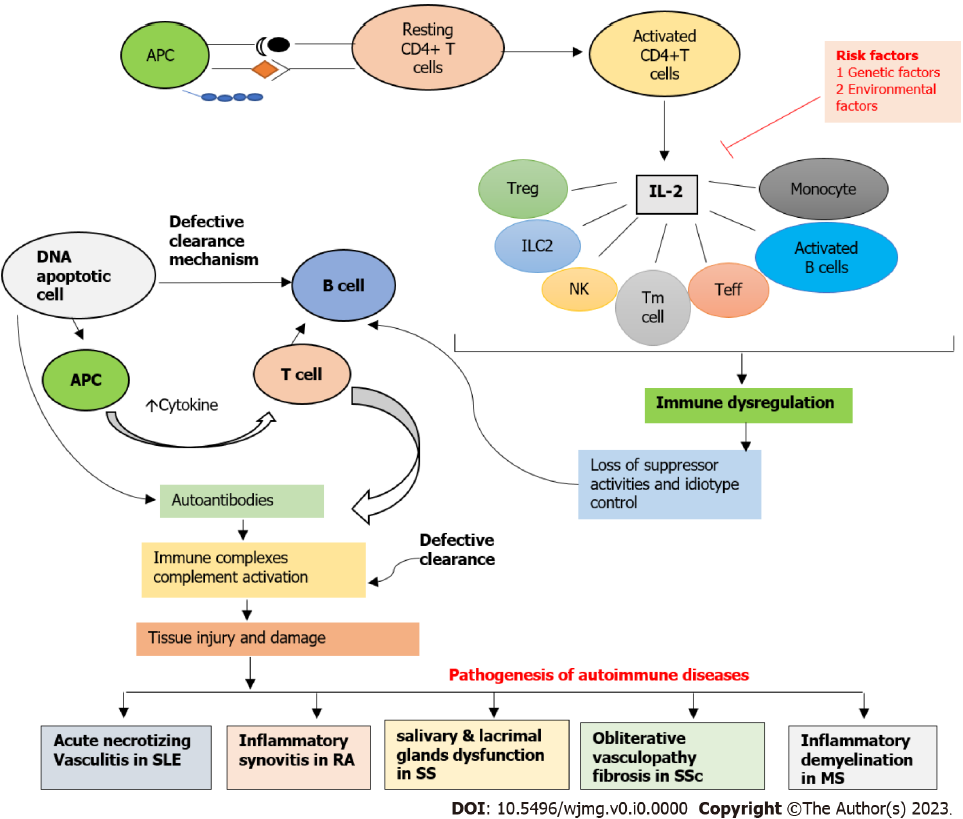 APC
Resting
CD4+ T
cells
Activated
CD4+T
cells
Risk factors
1 Genetic factors
2 Environmental
factors
Treg
IL-2
Monocyte
ILC2
Activated
B cells
NK
Tm
cell
Teff
Defective
clearance
mechanism
DNA
apoptotic
cell
B cell
APC
↑Cytokine
T cell
Immune dysregulation
Loss of suppressor
activities and idiotype
control
Autoantibodies
Immune complexes
complement activation
Defective
clearance
Tissue injury and damage
Pathogenesis of autoimmune diseases
Acute necrotizing
Vasculitis in SLE
Inflammatory
synovitis in RA
salivary & lacrimal
glands dysfunction
in SS
Obliterative
vasculopathy
fibrosis in SSc
Inflammatory
demyelination
in MS
DOI: 10.5496/wjmg.v0.i0.0000 Copyright ©The Author(s) 2023.